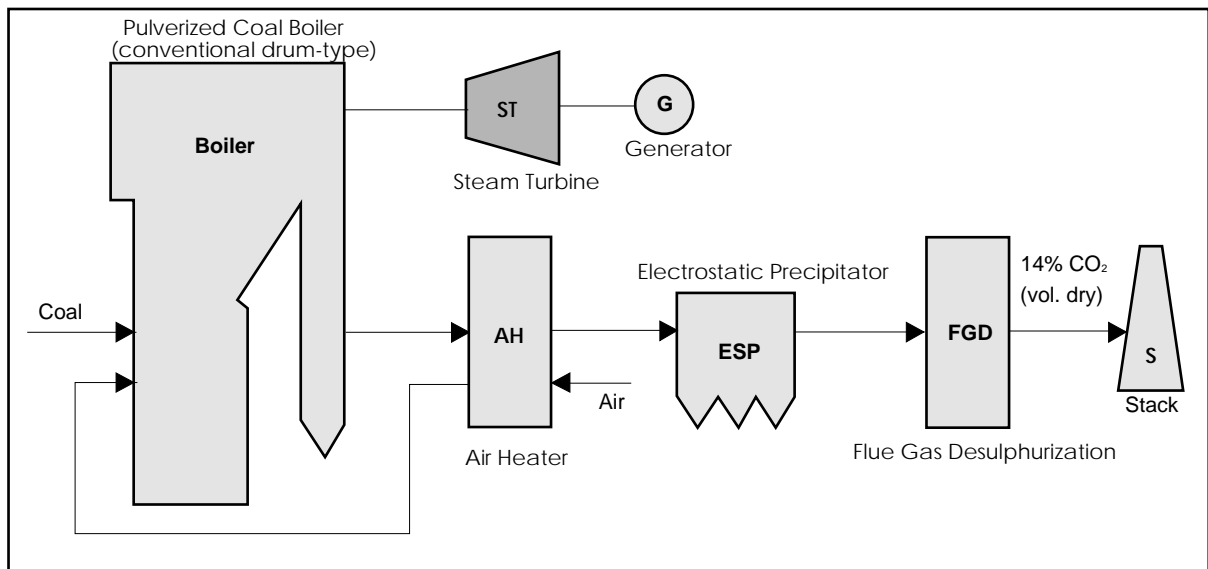 Pulverized Coal Boiler
(conventional drum-type)
Boiler
ST
G
Generator
Steam Turbine
Coal
AH
Air
Air Heater
Electrostatic Precipitator
ESP
FGD
Flue Gas Desulphurization
14% CO₂
(vol. dry)
S
Stack